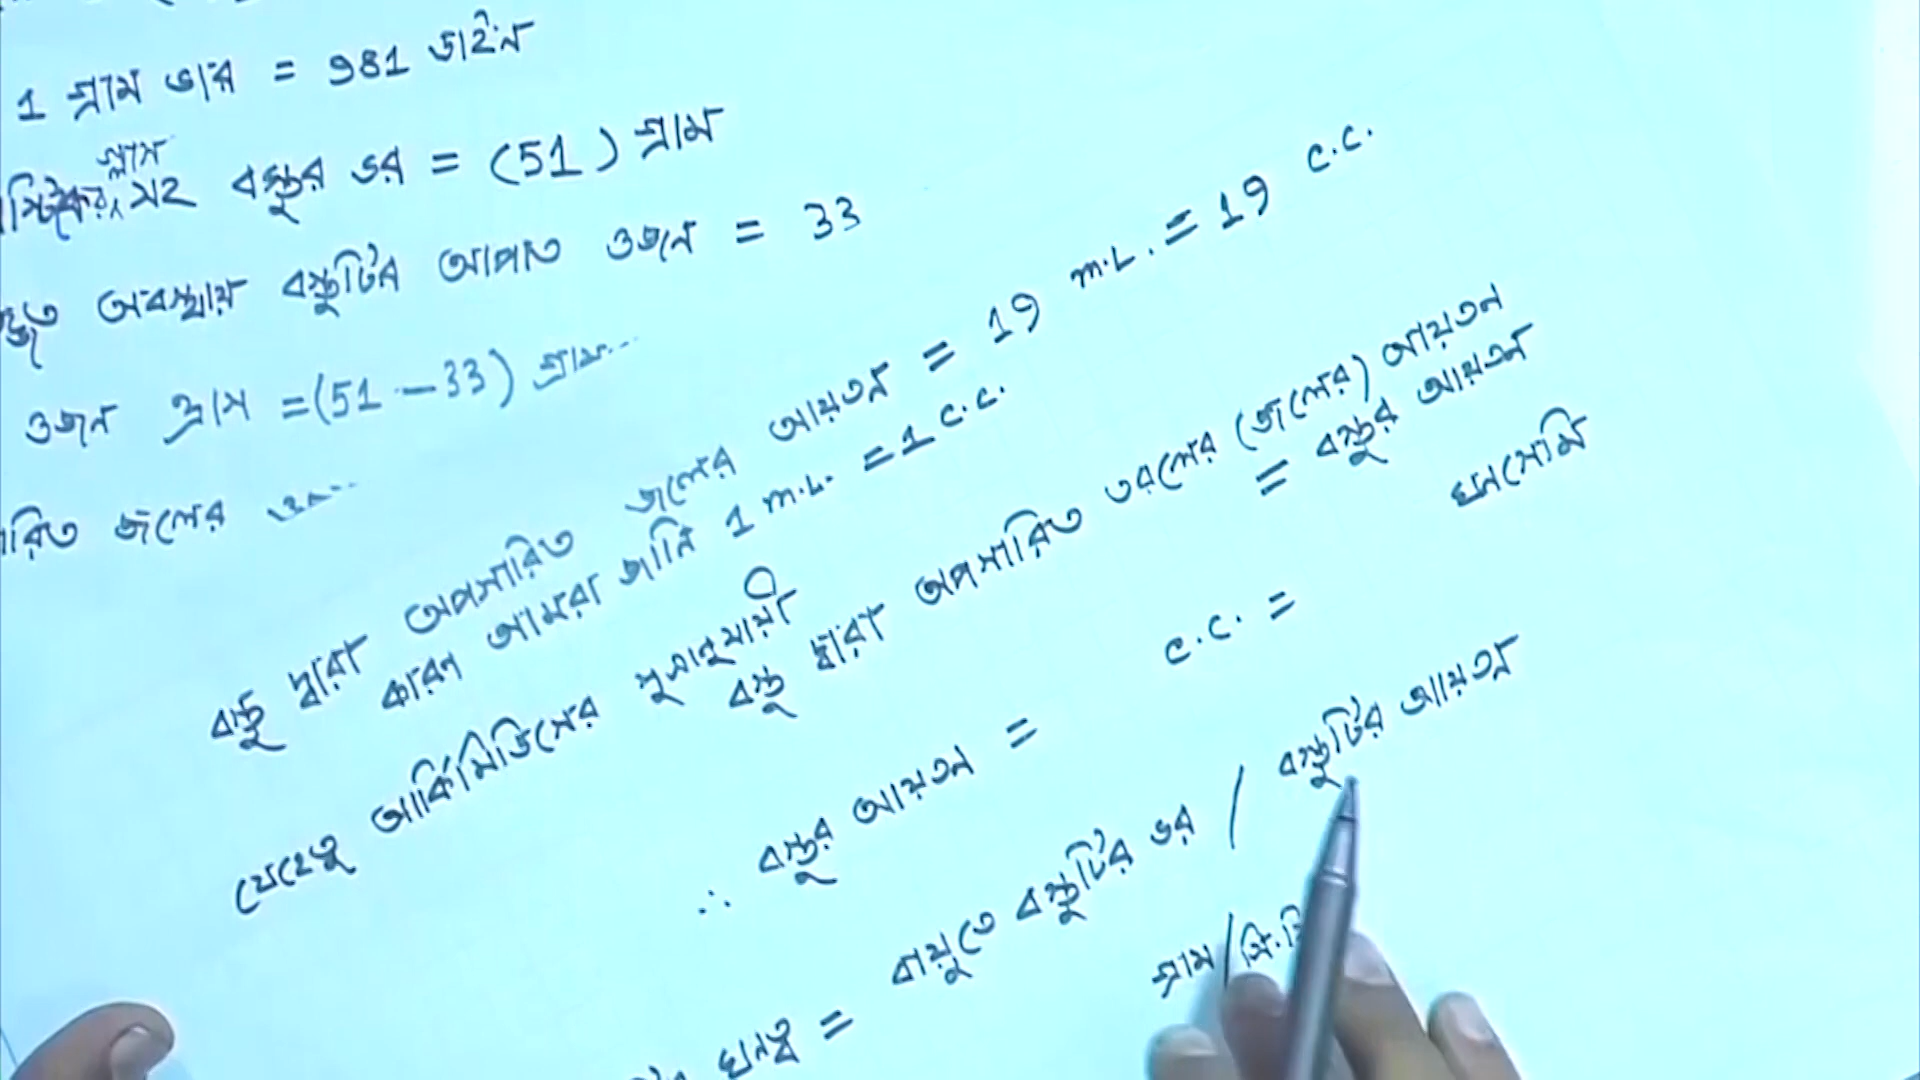 1 গ্রাম ভার = 981 ডাইন
গ্লাস
সহ বস্তুর ভর = (51) গ্রাম
অবস্থায় বস্তুটির আপাত ওজন = 33
ওজন হ্রাস = (51 - 33) গ্রাম...
জলের
বস্তু দ্বারা অপসারিত জলের আয়তন = 19 m.L. = 19 c.c.
কারণ আমরা জানি 1 m.L. = 1 c.c.
যেহেতু আর্কিমিডিসের সূত্রানুযায়ী
বস্তু দ্বারা অপসারিত তরলের (জলের) আয়তন
= বস্তুর আয়তন
∴ বস্তুর আয়তন = c.c. = ঘনসেমি
ঘনত্ব = বায়ুতে বস্তুটির ভর / বস্তুটির আয়তন
গ্রাম/সি.সি